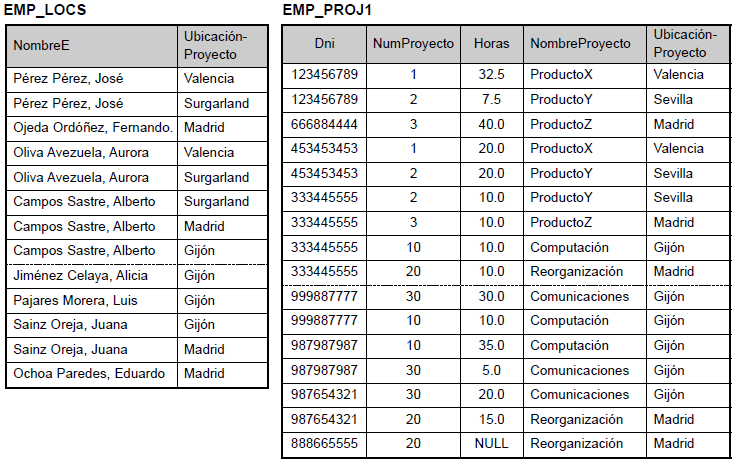 EMP_LOCS
NombreE Ubicación-
Proyecto
Pérez Pérez, José Valencia
Pérez Pérez, José Surgarland
Ojeda Ordóñez, Fernando. Madrid
Oliva Avezuela, Aurora Valencia
Oliva Avezuela, Aurora Surgarland
Campos Sastre, Alberto Surgarland
Campos Sastre, Alberto Madrid
Campos Sastre, Alberto Gijón
Jiménez Celaya, Alicia Gijón
Pajares Morera, Luis Gijón
Sainz Oreja, Juana Gijón
Sainz Oreja, Juana Madrid
Ochoa Paredes, Eduardo Madrid
EMP_PROJ1
Dni NumProyecto Horas NombreProyecto Ubicación-
Proyecto
123456789 1 32.5 ProductoX Valencia
123456789 2 7.5 ProductoY Sevilla
666884444 3 40.0 ProductoZ Madrid
453453453 1 20.0 ProductoX Valencia
453453453 2 20.0 ProductoY Sevilla
333445555 2 10.0 ProductoY Sevilla
333445555 3 10.0 ProductoZ Madrid
333445555 10 10.0 Computación Gijón
333445555 20 10.0 Reorganización Madrid
999887777 30 30.0 Comunicaciones Gijón
999887777 10 10.0 Computación Gijón
987987987 10 35.0 Computación Gijón
987987987 30 5.0 Comunicaciones Gijón
987654321 30 20.0 Comunicaciones Gijón
987654321 20 15.0 Reorganización Madrid
888665555 20 NULL Reorganización Madrid